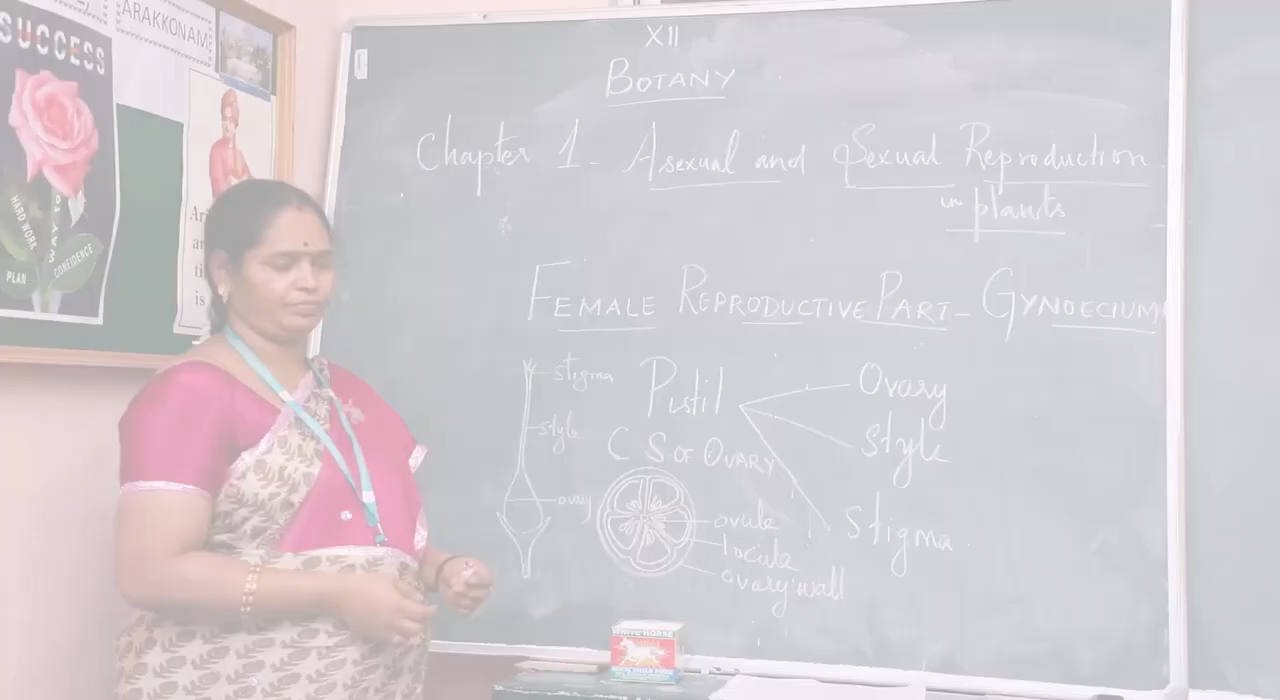 SUCCESS
HARD WORK
PLAN
CONFIDENCE
ARAKKONAM
XII
BOTANY
Chapter 1 - Asexual and Sexual Reproduction
in plants
FEMALE REPRODUCTIVE PART - GYNOECIUM
stigma
style
ovary
Pistil
Ovary
Style
Stigma
C S OF OVARY
ovule
locule
ovary wall
WHITE HORSE